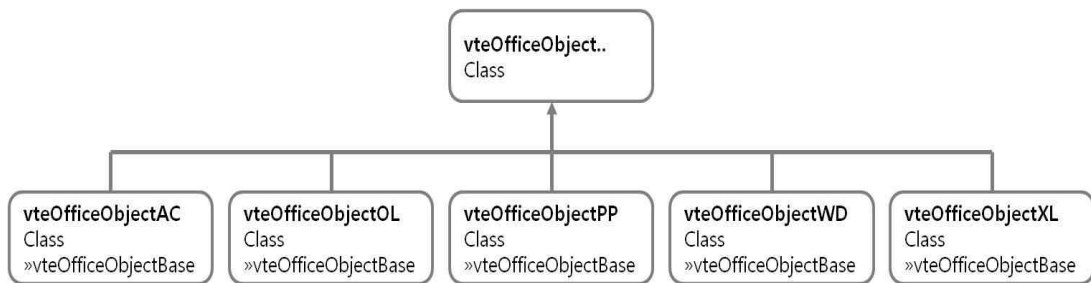 vteOfficeObject..
Class
vteOfficeObjectAC
Class
»vteOfficeObjectBase
vteOfficeObjectOL
Class
»vteOfficeObjectBase
vteOfficeObjectPP
Class
»vteOfficeObjectBase
vteOfficeObjectWD
Class
»vteOfficeObjectBase
vteOfficeObjectXL
Class
»vteOfficeObjectBase